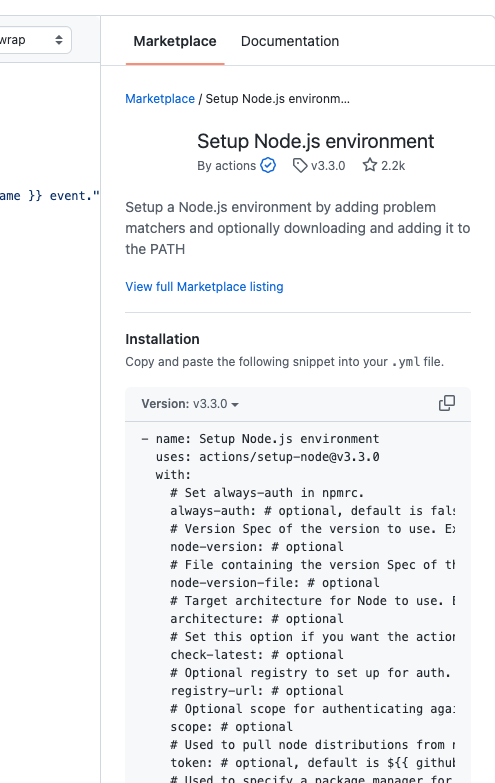 wrap
ame }} event."
Marketplace Documentation
Marketplace / Setup Node.js environm...
Setup Node.js environment
By actions v3.3.0 2.2k
Setup a Node.js environment by adding problem
matchers and optionally downloading and adding it to
the PATH
View full Marketplace listing
Installation
Copy and paste the following snippet into your .yml file.
Version: v3.3.0
- name: Setup Node.js environment
uses: actions/setup-node@v3.3.0
with:
# Set always-auth in npmrc.
always-auth: # optional, default is fals
# Version Spec of the version to use. Ex
node-version: # optional
# File containing the version Spec of th
node-version-file: # optional
# Target architecture for Node to use. E
architecture: # optional
# Set this option if you want the action
check-latest: # optional
# Optional registry to set up for auth.
registry-url: # optional
# Optional scope for authenticating agai
scope: # optional
# Used to pull node distributions from n
token: # optional, default is ${{ github
# Used to specify a package manager for